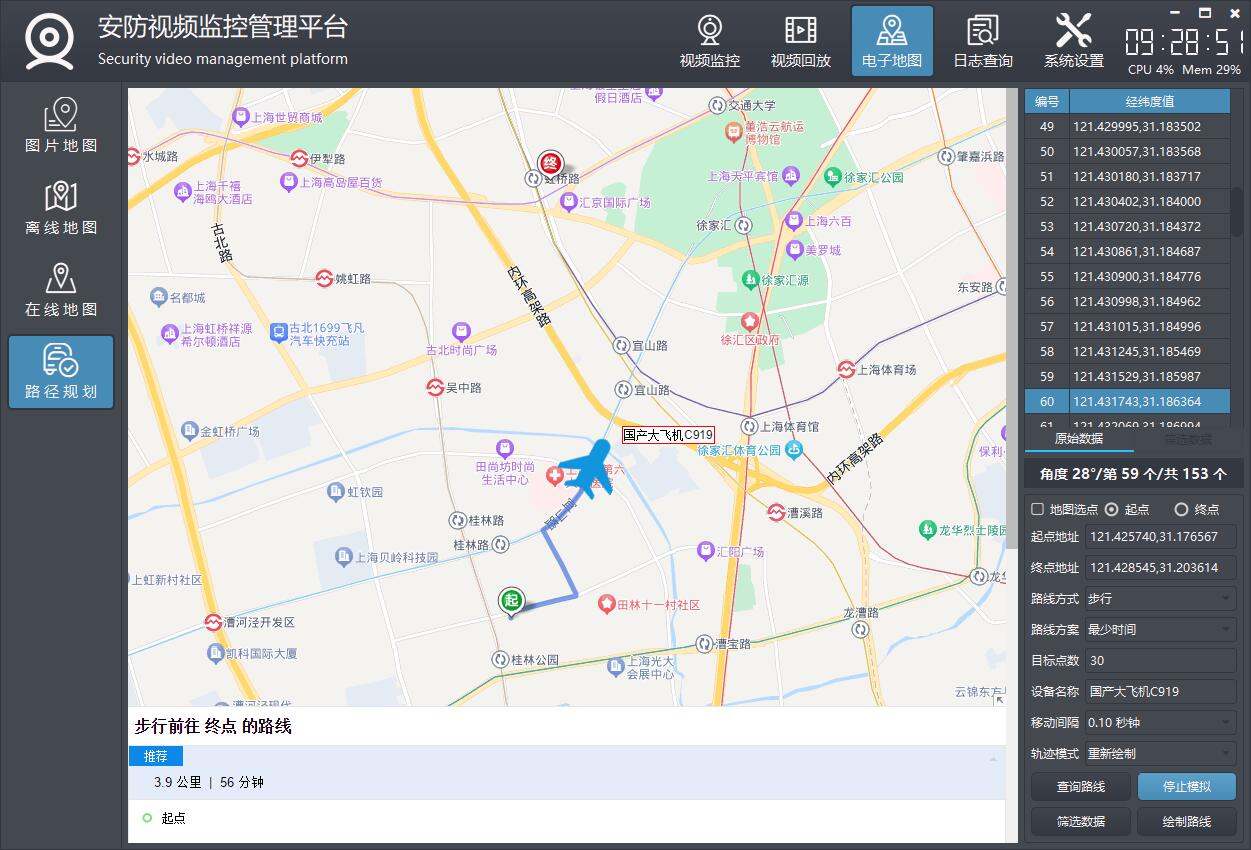 安防视频监控管理平台
Security video management platform
视频监控
视频回放
电子地图
日志查询
系统设置
09:28:51
CPU 4% Mem 29%
图片地图
离线地图
在线地图
路径规划
假日酒店
交通大学
上海世贸商城
董浩云航运
博物馆
水城路
伊犁路
终
虹桥路
肇嘉浜路
上海千禧
海鸥大酒店
上海高岛屋百货
上海天平宾馆
徐家汇公园
汇京国际广场
徐家汇
上海六百
古北路
美罗城
姚虹路
内环高架路
徐家汇源
东安路
名都城
上海虹桥祥源
希尔顿酒店
古北1699飞凡
汽车快充站
古北时尚广场
徐汇区政府
宜山路
上海体育场
吴中路
宜山路
金虹桥广场
国产大飞机C919
上海体育馆
徐家汇体育公园
内环高架路
保利
田尚坊时尚
生活中心
第六
虹钦园
桂林路
漕溪路
桂林路
龙华烈士陵园
上海贝岭科技园
汇阳广场
上虹新村社区
起
田林十一村社区
龙华
漕河泾开发区
龙漕路
凯科国际大厦
桂林公园
漕宝路
上海光大
会展中心
云锦东方
步行前往 终点 的路线
推荐
3.9 公里 | 56 分钟
起点
编号 经纬度值
49 121.429995,31.183502
50 121.430057,31.183568
51 121.430180,31.183717
52 121.430402,31.184000
53 121.430720,31.184372
54 121.430861,31.184687
55 121.430900,31.184776
56 121.430998,31.184962
57 121.431015,31.184996
58 121.431245,31.185469
59 121.431529,31.185987
60 121.431743,31.186364
61 121.432069,31.186994
原始数据 筛选数据
角度 28°/第 59 个/共 153 个
地图选点 起点 终点
起点地址 121.425740,31.176567
终点地址 121.428545,31.203614
路线方式 步行
路线方案 最少时间
目标点数 30
设备名称 国产大飞机C919
移动间隔 0.10 秒钟
轨迹模式 重新绘制
查询路线 停止模拟
筛选数据 绘制路线